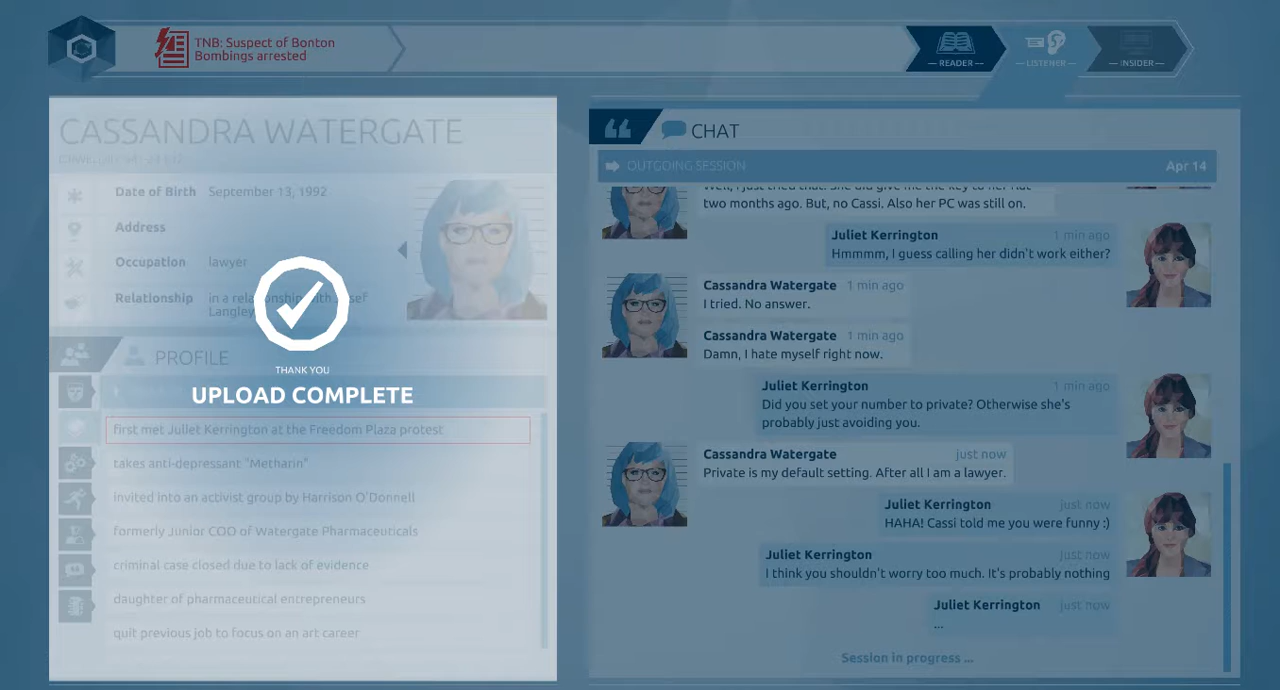 TNB: Suspect of Bonton
Bombings arrested
— READER —
— LISTENER —
— INSIDER —
CASSANDRA WATERGATE
Date of Birth September 13, 1992
Address
Occupation lawyer
Relationship in a relationship with Josef
Langley
PROFILE
THANK YOU
UPLOAD COMPLETE
first met Juliet Kerrington at the Freedom Plaza protest
takes anti-depressant "Metharin"
invited into an activist group by Harrison O'Donnell
formerly Junior COO of Watergate Pharmaceuticals
criminal case closed due to lack of evidence
daughter of pharmaceutical entrepreneurs
quit previous job to focus on an art career
CHAT
OUTGOING SESSION Apr 14
Well, I just tried that. She did give me the key to her flat
two months ago. But, no Cassi. Also her PC was still on.
Juliet Kerrington 1 min ago
Hmmmm, I guess calling her didn't work either?
Cassandra Watergate 1 min ago
I tried. No answer.
Cassandra Watergate 1 min ago
Damn, I hate myself right now.
Juliet Kerrington 1 min ago
Did you set your number to private? Otherwise she's
probably just avoiding you.
Cassandra Watergate just now
Private is my default setting. After all I am a lawyer.
Juliet Kerrington just now
HAHA! Cassi told me you were funny :)
Juliet Kerrington just now
I think you shouldn't worry too much. It's probably nothing
Juliet Kerrington just now
...
Session in progress ...